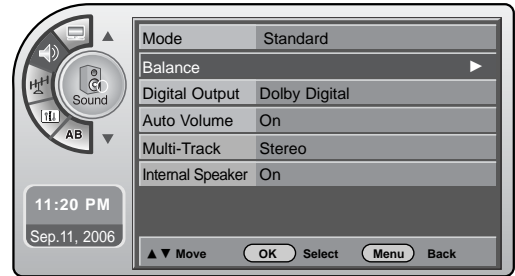 Mode Standard
Balance
Digital Output Dolby Digital
Auto Volume On
Multi-Track Stereo
Internal Speaker On
Sound
AB
11:20 PM
Sep.11, 2006
▲ ▼ Move OK Select Menu Back